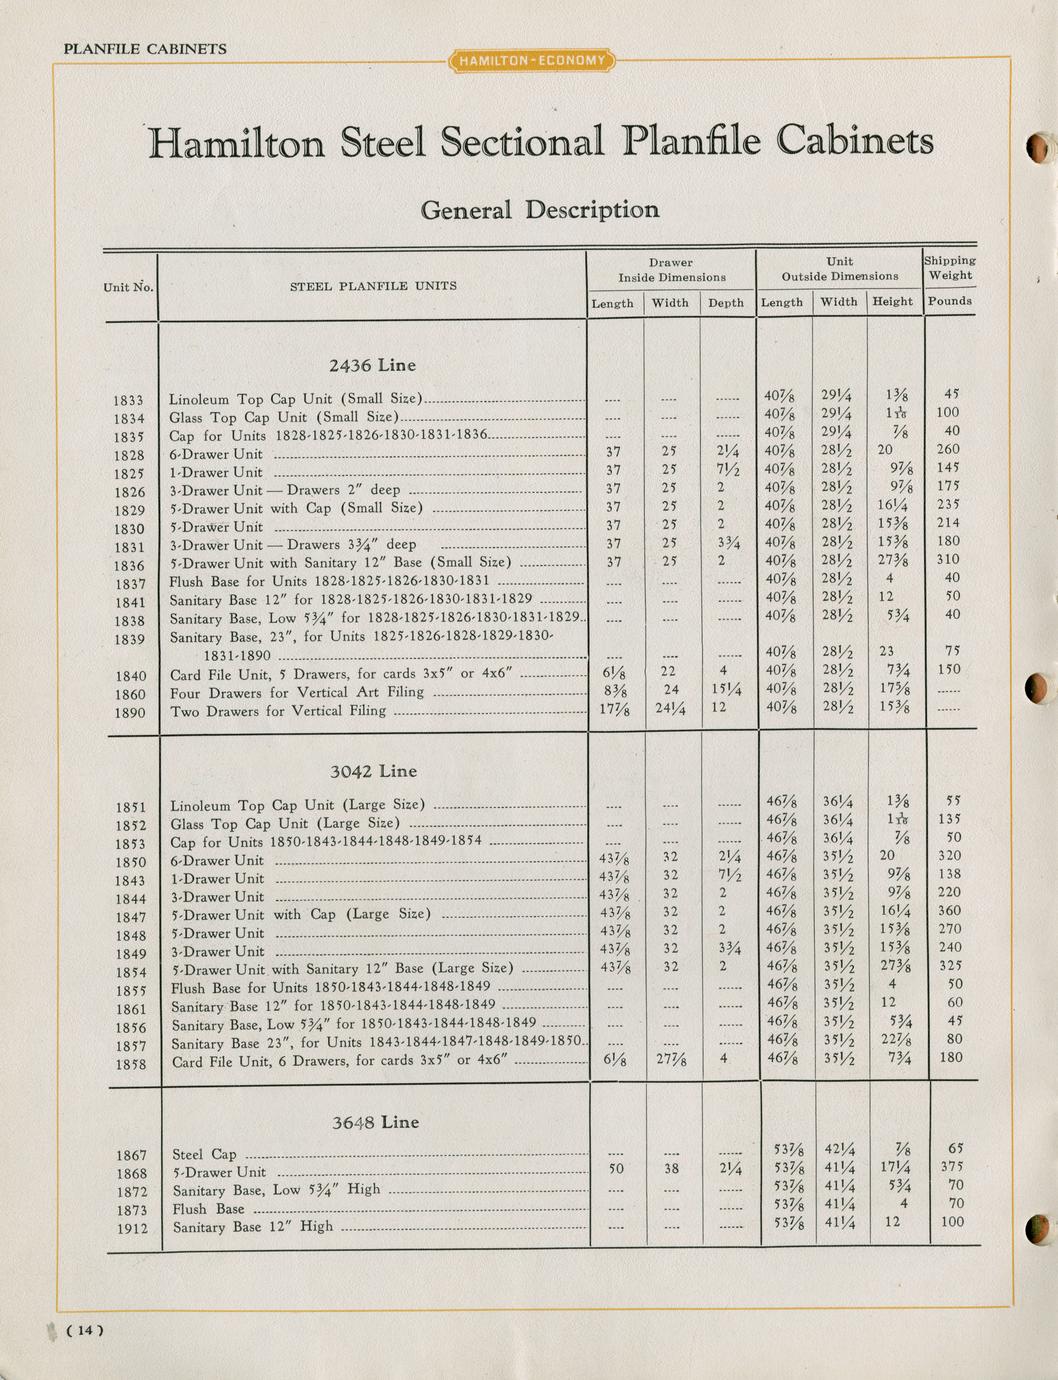 PLANFILE CABINETS
HAMILTON-ECONOMY
Hamilton Steel Sectional Planfile Cabinets
General Description
Unit No. STEEL PLANFILE UNITS Drawer Inside Dimensions Unit Outside Dimensions Shipping Weight
Length Width Depth Length Width Height Pounds
2436 Line
1833 Linoleum Top Cap Unit (Small Size) .... .... ...... 40⅞ 29¼ 1⅜ 45
1834 Glass Top Cap Unit (Small Size) .... .... ...... 40⅞ 29¼ 1 1/16 100
1835 Cap for Units 1828-1825-1826-1830-1831-1836 .... .... ...... 40⅞ 29¼ ⅞ 40
1828 6-Drawer Unit 37 25 2¼ 40⅞ 28½ 20 260
1825 1-Drawer Unit 37 25 7½ 40⅞ 28½ 9⅞ 145
1826 3-Drawer Unit — Drawers 2" deep 37 25 2 40⅞ 28½ 9⅞ 175
1829 5-Drawer Unit with Cap (Small Size) 37 25 2 40⅞ 28½ 16¼ 235
1830 5-Drawer Unit 37 25 2 40⅞ 28½ 15⅜ 214
1831 3-Drawer Unit — Drawers 3¾" deep 37 25 3¾ 40⅞ 28½ 15⅜ 180
1836 5-Drawer Unit with Sanitary 12" Base (Small Size) 37 25 2 40⅞ 28½ 27⅜ 310
1837 Flush Base for Units 1828-1825-1826-1830-1831 .... .... ...... 40⅞ 28½ 4 40
1841 Sanitary Base 12" for 1828-1825-1826-1830-1831-1829 .... .... ...... 40⅞ 28½ 12 50
1838 Sanitary Base, Low 5¾" for 1828-1825-1826-1830-1831-1829.. .... .... ...... 40⅞ 28½ 5¾ 40
1839 Sanitary Base, 23", for Units 1825-1826-1828-1829-1830-
1831-1890 .... .... ...... 40⅞ 28½ 23 75
1840 Card File Unit, 5 Drawers, for cards 3x5" or 4x6" 6⅛ 22 4 40⅞ 28½ 7¾ 150
1860 Four Drawers for Vertical Art Filing 8⅜ 24 15¼ 40⅞ 28½ 17⅝ ......
1890 Two Drawers for Vertical Filing 17⅞ 24¼ 12 40⅞ 28½ 15⅜ ......
3042 Line
1851 Linoleum Top Cap Unit (Large Size) .... .... ...... 46⅞ 36¼ 1⅜ 55
1852 Glass Top Cap Unit (Large Size) .... .... ...... 46⅞ 36¼ 1 1/16 135
1853 Cap for Units 1850-1843-1844-1848-1849-1854 .... .... ...... 46⅞ 36¼ ⅞ 50
1850 6-Drawer Unit 43⅞ 32 2¼ 46⅞ 35½ 20 320
1843 1-Drawer Unit 43⅞ 32 7½ 46⅞ 35½ 9⅞ 138
1844 3-Drawer Unit 43⅞ 32 2 46⅞ 35½ 9⅞ 220
1847 5-Drawer Unit with Cap (Large Size) 43⅞ 32 2 46⅞ 35½ 16¼ 360
1848 5-Drawer Unit 43⅞ 32 2 46⅞ 35½ 15⅜ 270
1849 3-Drawer Unit 43⅞ 32 3¾ 46⅞ 35½ 15⅜ 240
1854 5-Drawer Unit with Sanitary 12" Base (Large Size) 43⅞ 32 2 46⅞ 35½ 27⅜ 325
1855 Flush Base for Units 1850-1843-1844-1848-1849 .... .... ...... 46⅞ 35½ 4 50
1861 Sanitary Base 12" for 1850-1843-1844-1848-1849 .... .... ...... 46⅞ 35½ 12 60
1856 Sanitary Base, Low 5¾" for 1850-1843-1844-1848-1849 .... .... ...... 46⅞ 35½ 5¾ 45
1857 Sanitary Base 23", for Units 1843-1844-1847-1848-1849-1850.. .... .... ...... 46⅞ 35½ 22⅞ 80
1858 Card File Unit, 6 Drawers, for cards 3x5" or 4x6" 6⅛ 27⅞ 4 46⅞ 35½ 7¾ 180
3648 Line
1867 Steel Cap .... .... ...... 53⅞ 42¼ ⅞ 65
1868 5-Drawer Unit 50 38 2¼ 53⅞ 41¼ 17¼ 375
1872 Sanitary Base, Low 5¾" High .... .... ...... 53⅞ 41¼ 5¾ 70
1873 Flush Base .... .... ...... 53⅞ 41¼ 4 70
1912 Sanitary Base 12" High .... .... ...... 53⅞ 41¼ 12 100
( 14 )